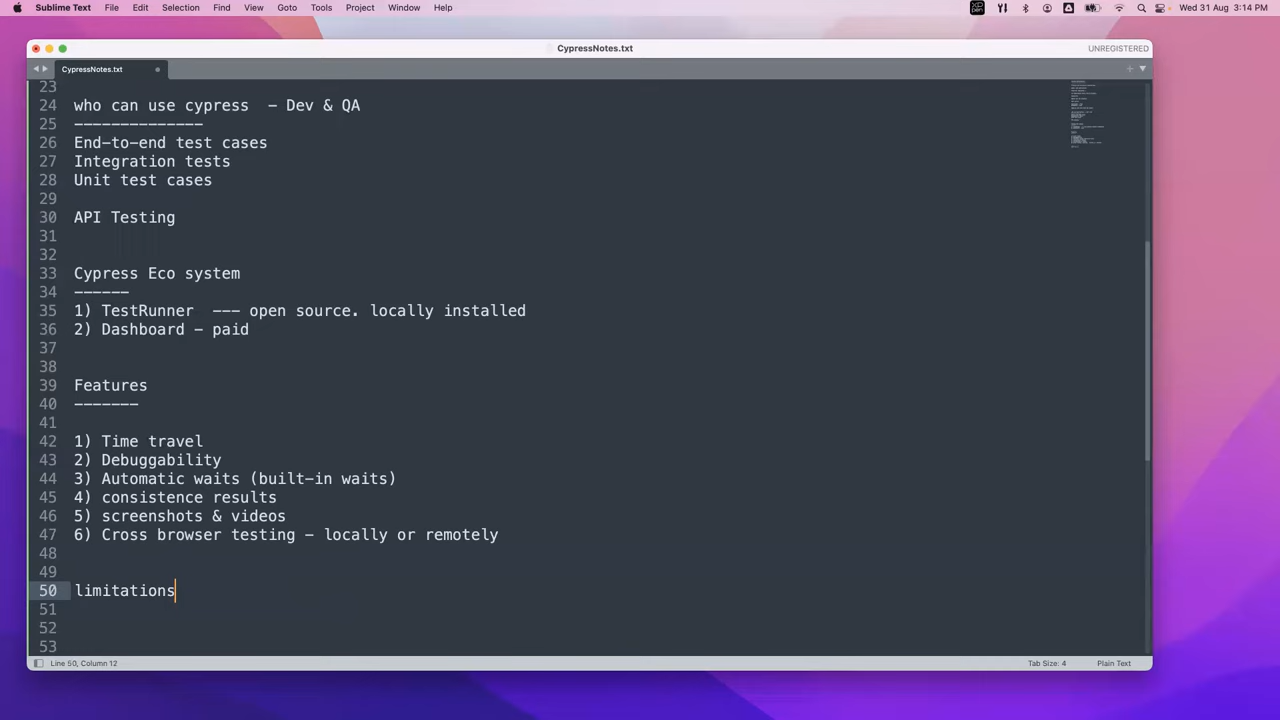 Sublime Text File Edit Selection Find View Goto Tools Project Window Help Wed 31 Aug 3:14 PM
CypressNotes.txt UNREGISTERED
CypressNotes.txt
23
24 who can use cypress  - Dev & QA
25 --------------
26 End-to-end test cases
27 Integration tests
28 Unit test cases
29
30 API Testing
31
32
33 Cypress Eco system
34 ------
35 1) TestRunner  --- open source. locally installed
36 2) Dashboard - paid
37
38
39 Features
40 -------
41
42 1) Time travel
43 2) Debuggability
44 3) Automatic waits (built-in waits)
45 4) consistence results
46 5) screenshots & videos
47 6) Cross browser testing - locally or remotely
48
49
50 limitations
51
52
53
Line 50, Column 12 Tab Size: 4 Plain Text